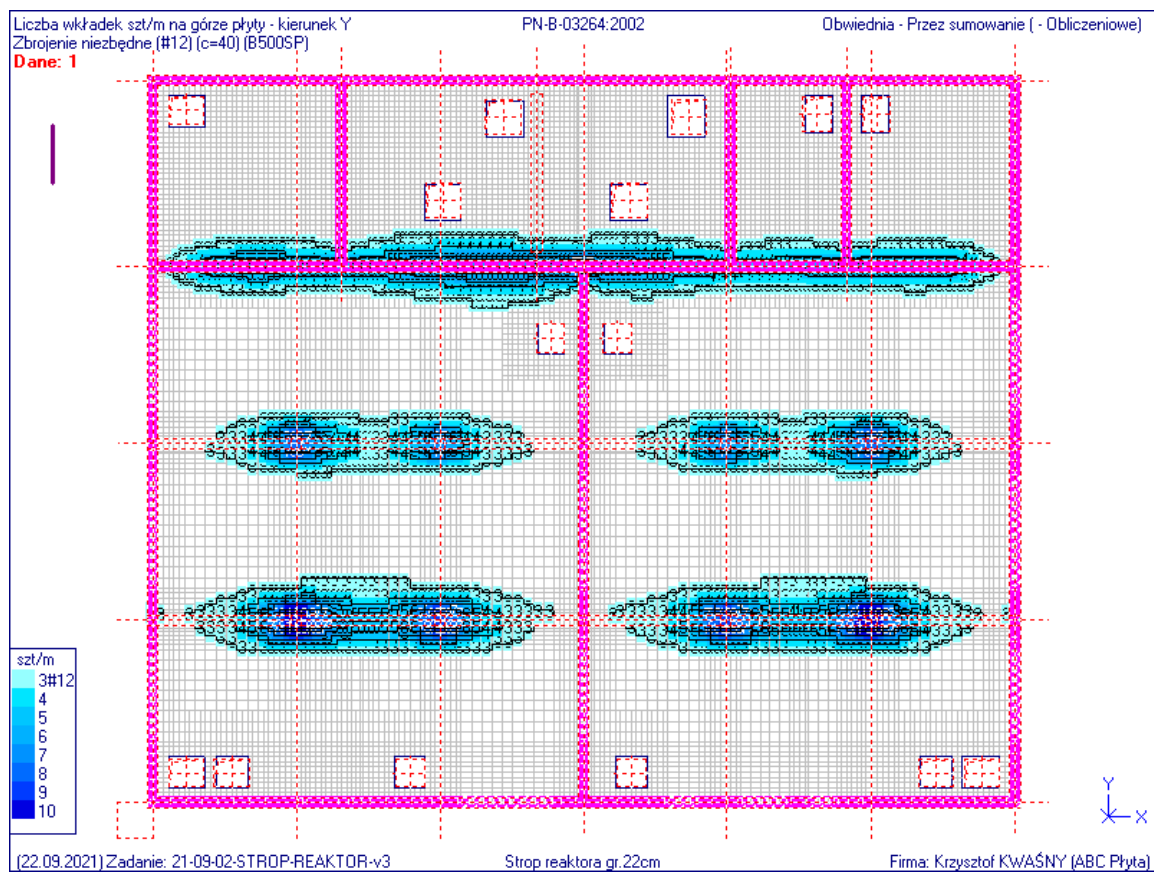 Liczba wkładek szt/m na górze płyty - kierunek Y
PN-B-03264:2002
Obwiednia - Przez sumowanie ( - Obliczeniowe)
Zbrojenie niezbędne (#12) (c=40) (B500SP)
Dane: 1
szt/m
3#12
4
5
6
7
8
9
10
Y
X
(22.09.2021) Zadanie: 21-09-02-STROP-REAKTOR-v3
Strop reaktora gr.22cm
Firma: Krzysztof KWAŚNY (ABC Płyta)